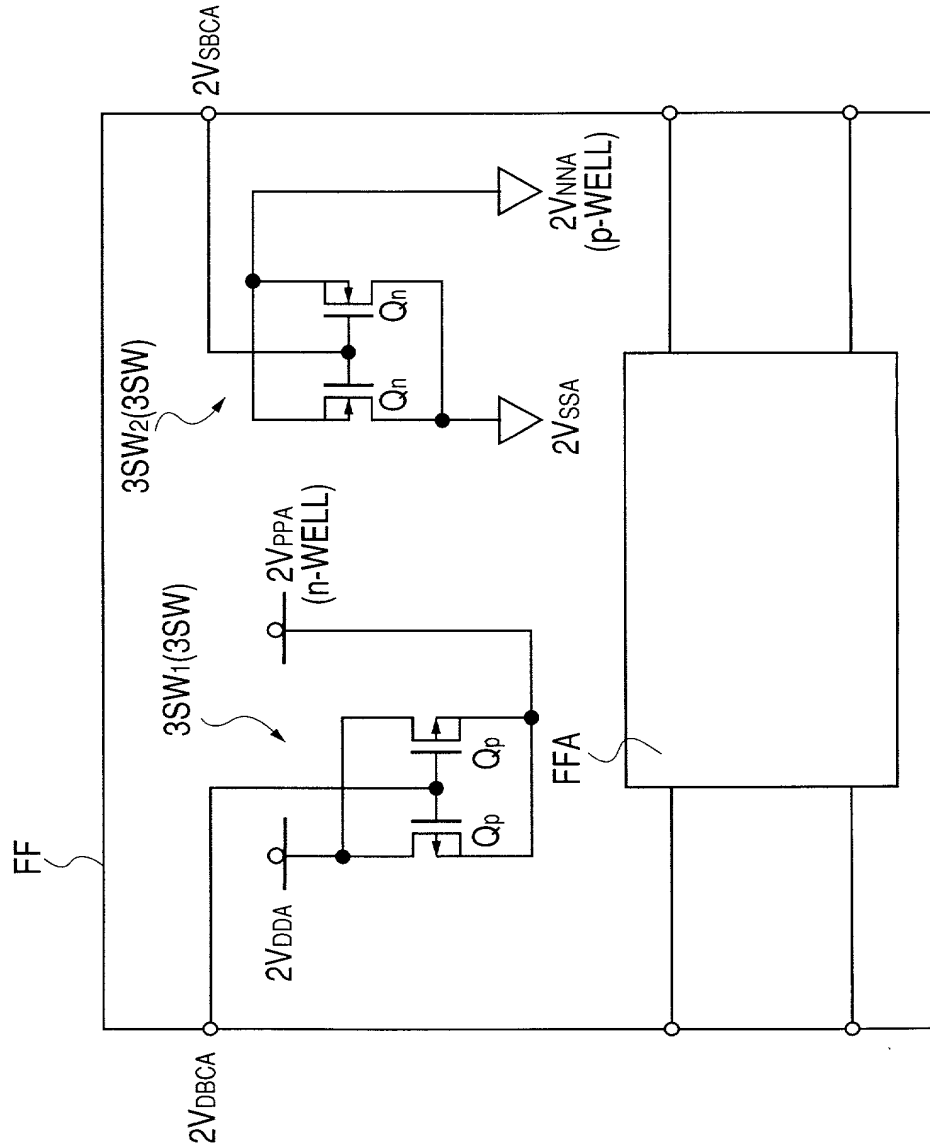 FF
2VDBCA
2VSBCA
3SW1(3SW)
3SW2(3SW)
2VDDA
2VPPA
(n-WELL)
Qp
Qp
Qn
Qn
2VSSA
2VNNA
(p-WELL)
FFA